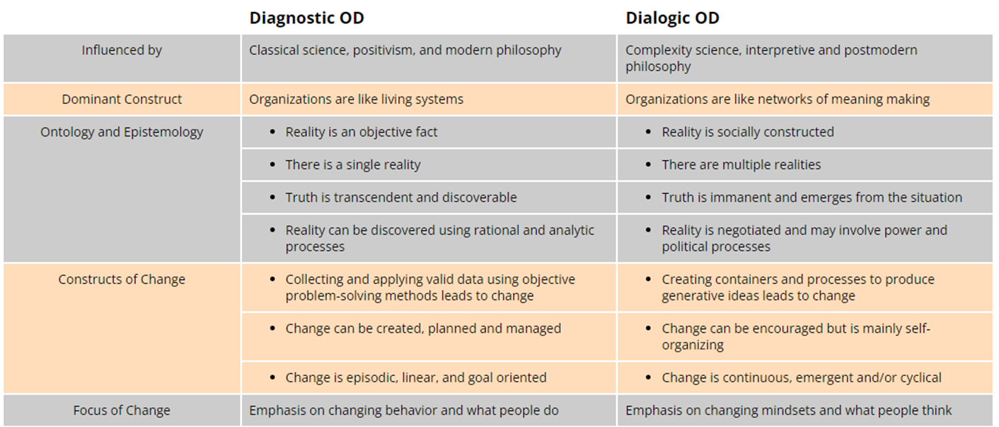 Diagnostic OD
Dialogic OD
Influenced by
Classical science, positivism, and modern philosophy
Complexity science, interpretive and postmodern
philosophy
Dominant Construct
Organizations are like living systems
Organizations are like networks of meaning making
Ontology and Epistemology
• Reality is an objective fact
• Reality is socially constructed
• There is a single reality
• There are multiple realities
• Truth is transcendent and discoverable
• Truth is immanent and emerges from the situation
• Reality can be discovered using rational and analytic
processes
• Reality is negotiated and may involve power and
political processes
Constructs of Change
• Collecting and applying valid data using objective
problem-solving methods leads to change
• Creating containers and processes to produce
generative ideas leads to change
• Change can be created, planned and managed
• Change can be encouraged but is mainly self-
organizing
• Change is episodic, linear, and goal oriented
• Change is continuous, emergent and/or cyclical
Focus of Change
Emphasis on changing behavior and what people do
Emphasis on changing mindsets and what people think